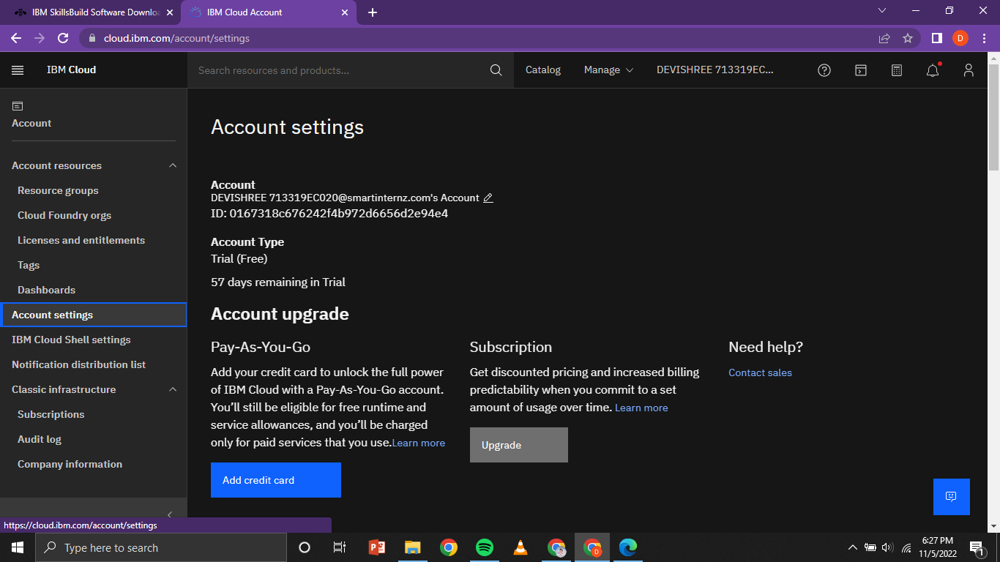 IBM SkillsBuild Software Downlo
IBM Cloud Account
cloud.ibm.com/account/settings
D
IBM Cloud
Search resources and products...
Catalog
Manage
DEVISHREE 713319EC...
Account
Account resources
Resource groups
Cloud Foundry orgs
Licenses and entitlements
Tags
Dashboards
Account settings
IBM Cloud Shell settings
Notification distribution list
Classic infrastructure
Subscriptions
Audit log
Company information
https://cloud.ibm.com/account/settings
Account settings
Account
DEVISHREE 713319EC020@smartinternz.com's Account
ID: 0167318c676242f4b972d6656d2e94e4
Account Type
Trial (Free)
57 days remaining in Trial
Account upgrade
Pay-As-You-Go
Add your credit card to unlock the full power
of IBM Cloud with a Pay-As-You-Go account.
You’ll still be eligible for free runtime and
service allowances, and you’ll be charged
only for paid services that you use.Learn more
Add credit card
Subscription
Get discounted pricing and increased billing
predictability when you commit to a set
amount of usage over time. Learn more
Upgrade
Need help?
Contact sales
Type here to search
D
6:27 PM
11/5/2022
1